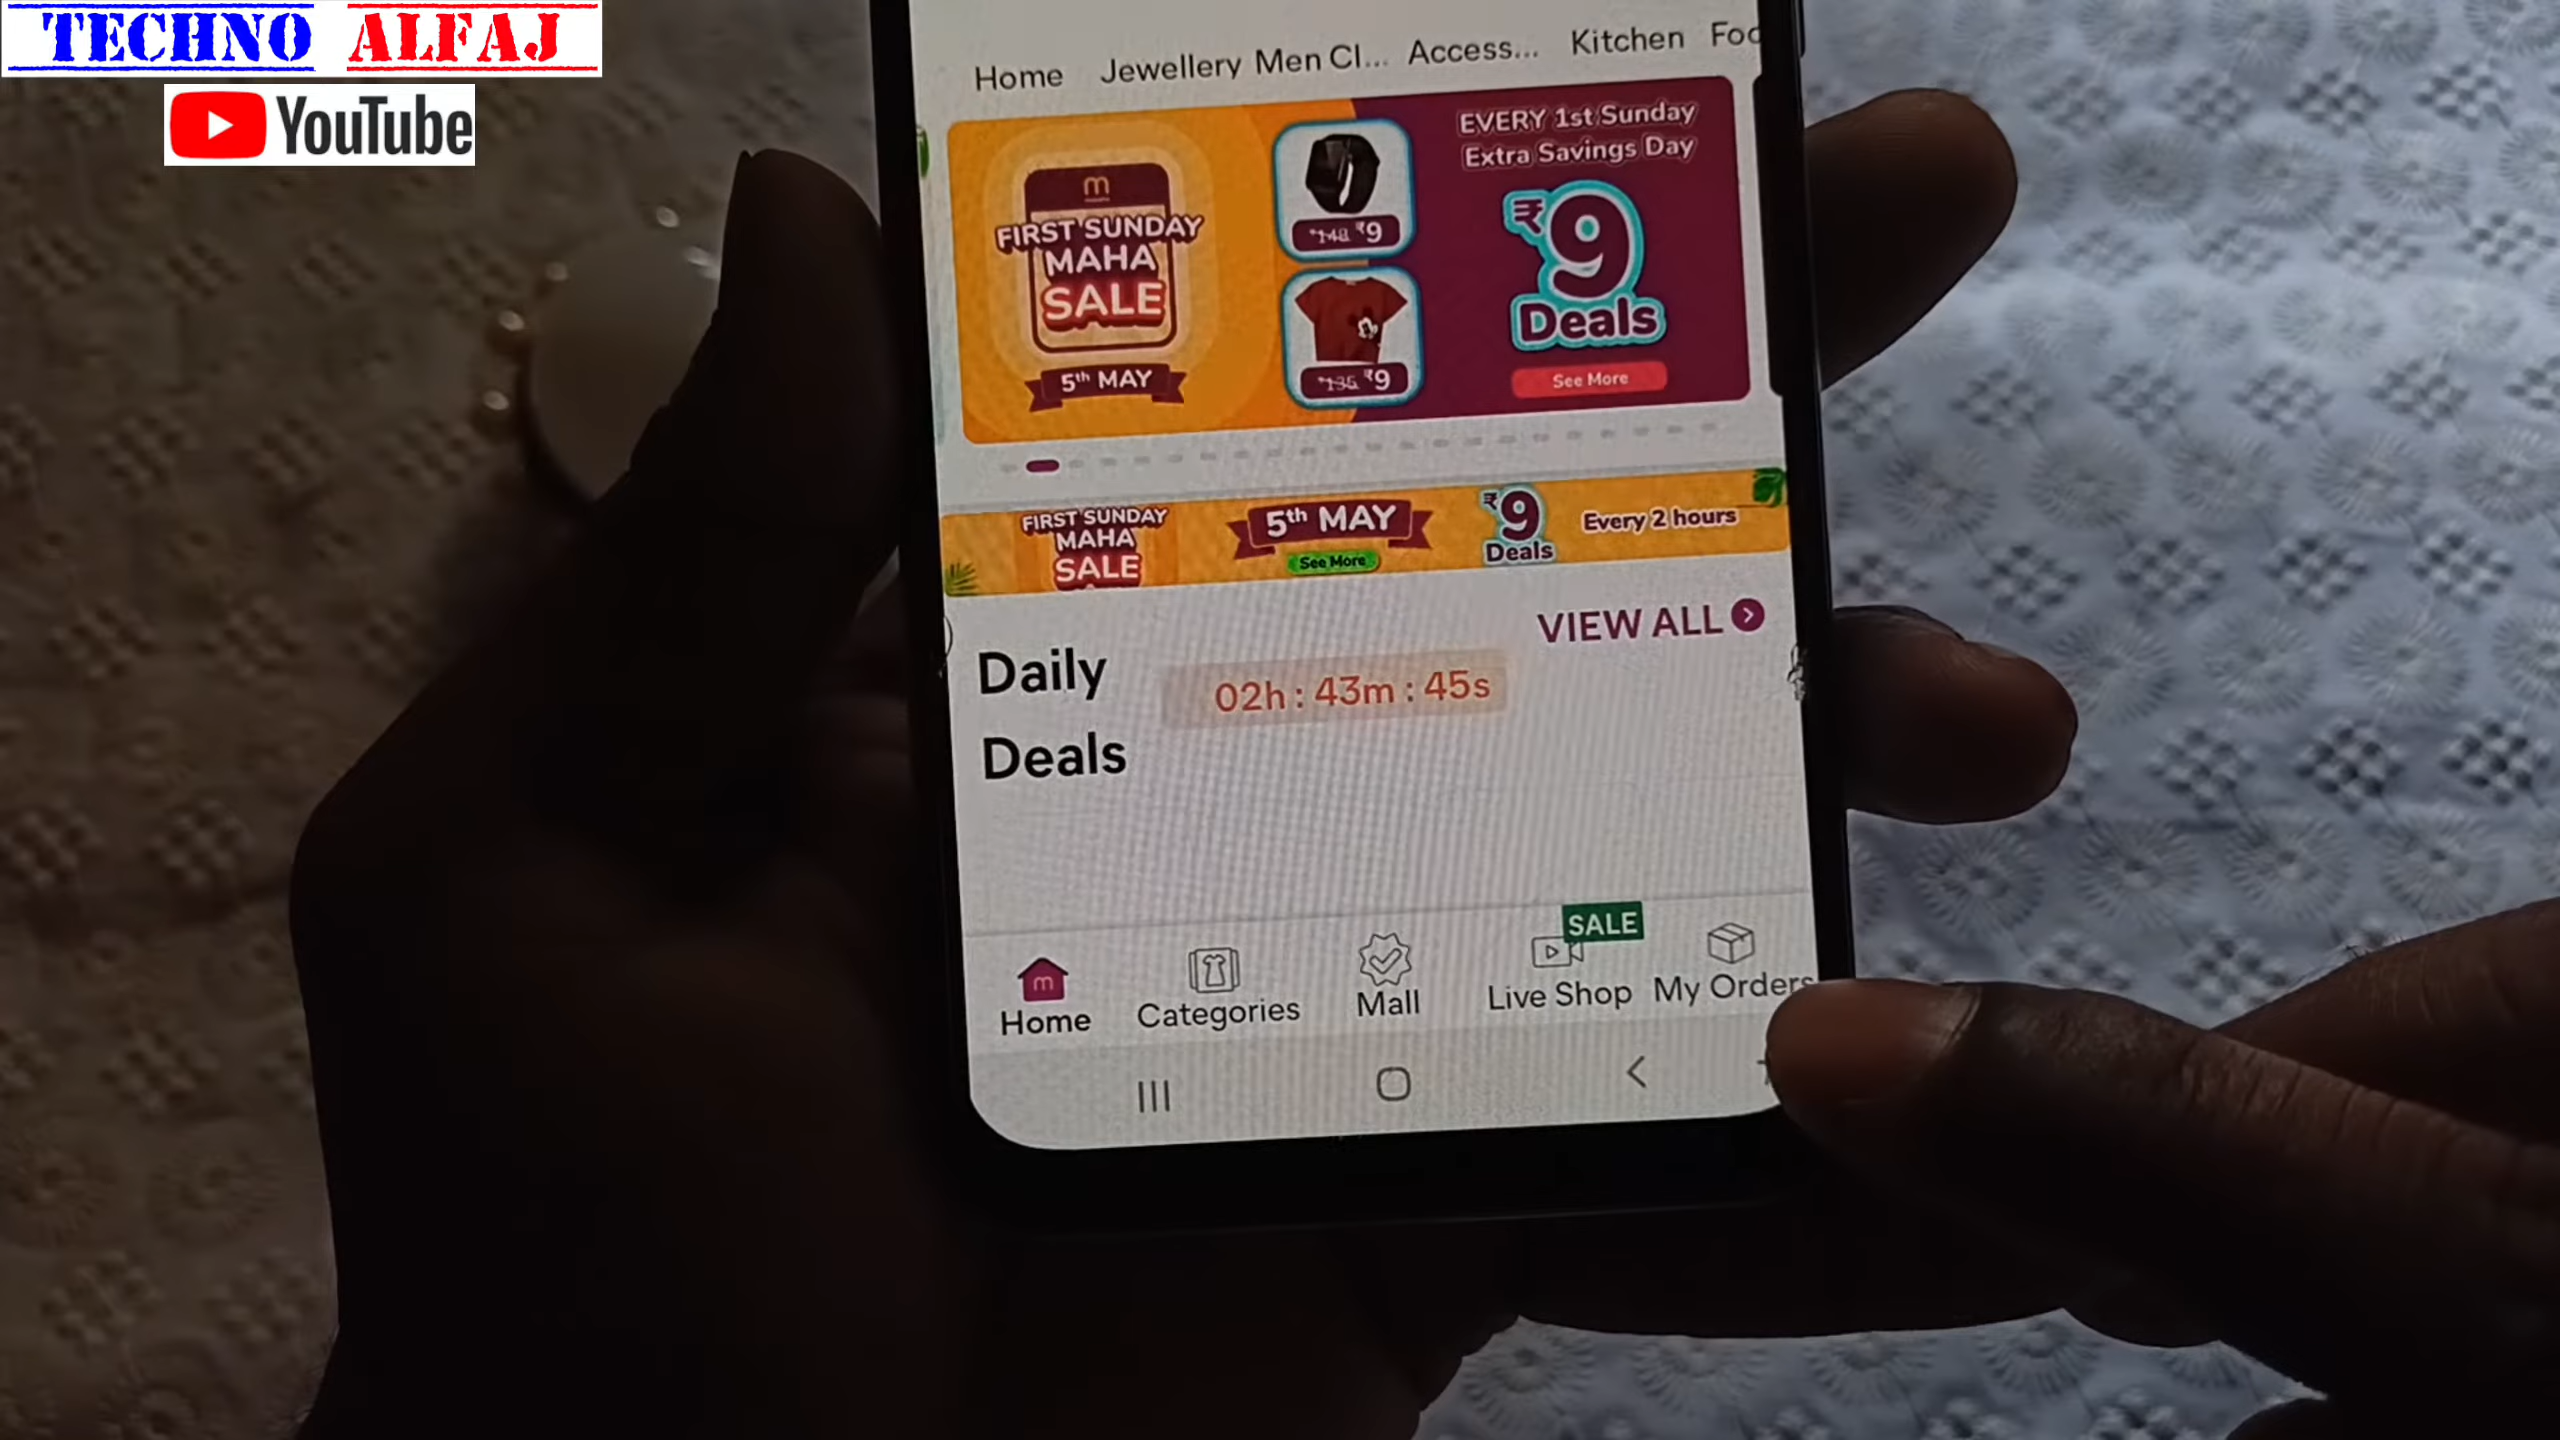 TECHNO ALFAJ
YouTube
Home Jewellery Men Cl... Access... Kitchen
m
FIRST SUNDAY
MAHA
SALE
5th MAY
₹9
₹9
EVERY 1st Sunday
Extra Savings Day
₹9
Deals
See More
FIRST SUNDAY
MAHA
SALE
5th MAY
See More
₹9
Deals
Every 2 hours
Daily
Deals
02h : 43m : 45s
VIEW ALL
SALE
m
Home
Categories
Mall
Live Shop
My Orders